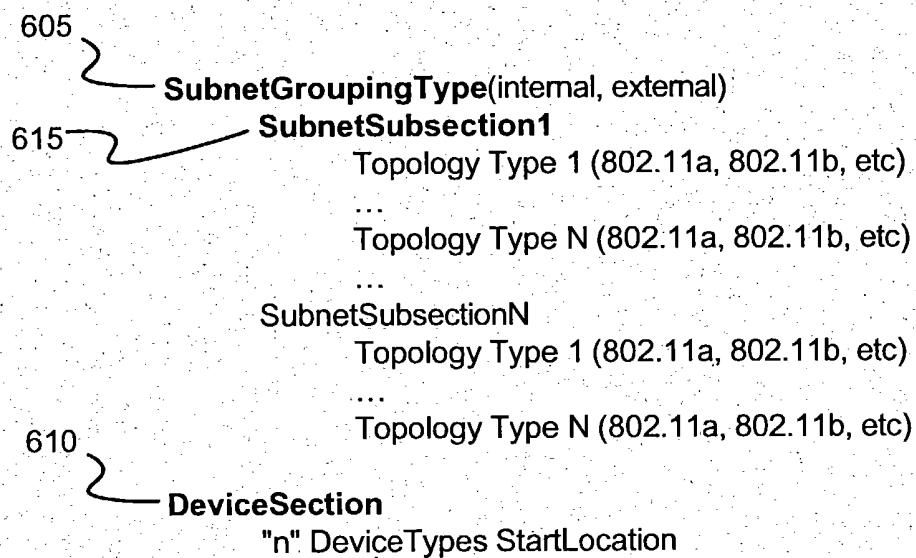 605
SubnetGroupingType(internal, external)
615
SubnetSubsection1
Topology Type 1 (802.11a, 802.11b, etc)
...
Topology Type N (802.11a, 802.11b, etc)
...
SubnetSubsectionN
Topology Type 1 (802.11a, 802.11b, etc)
...
Topology Type N (802.11a, 802.11b, etc)
610
DeviceSection
"n" DeviceTypes StartLocation